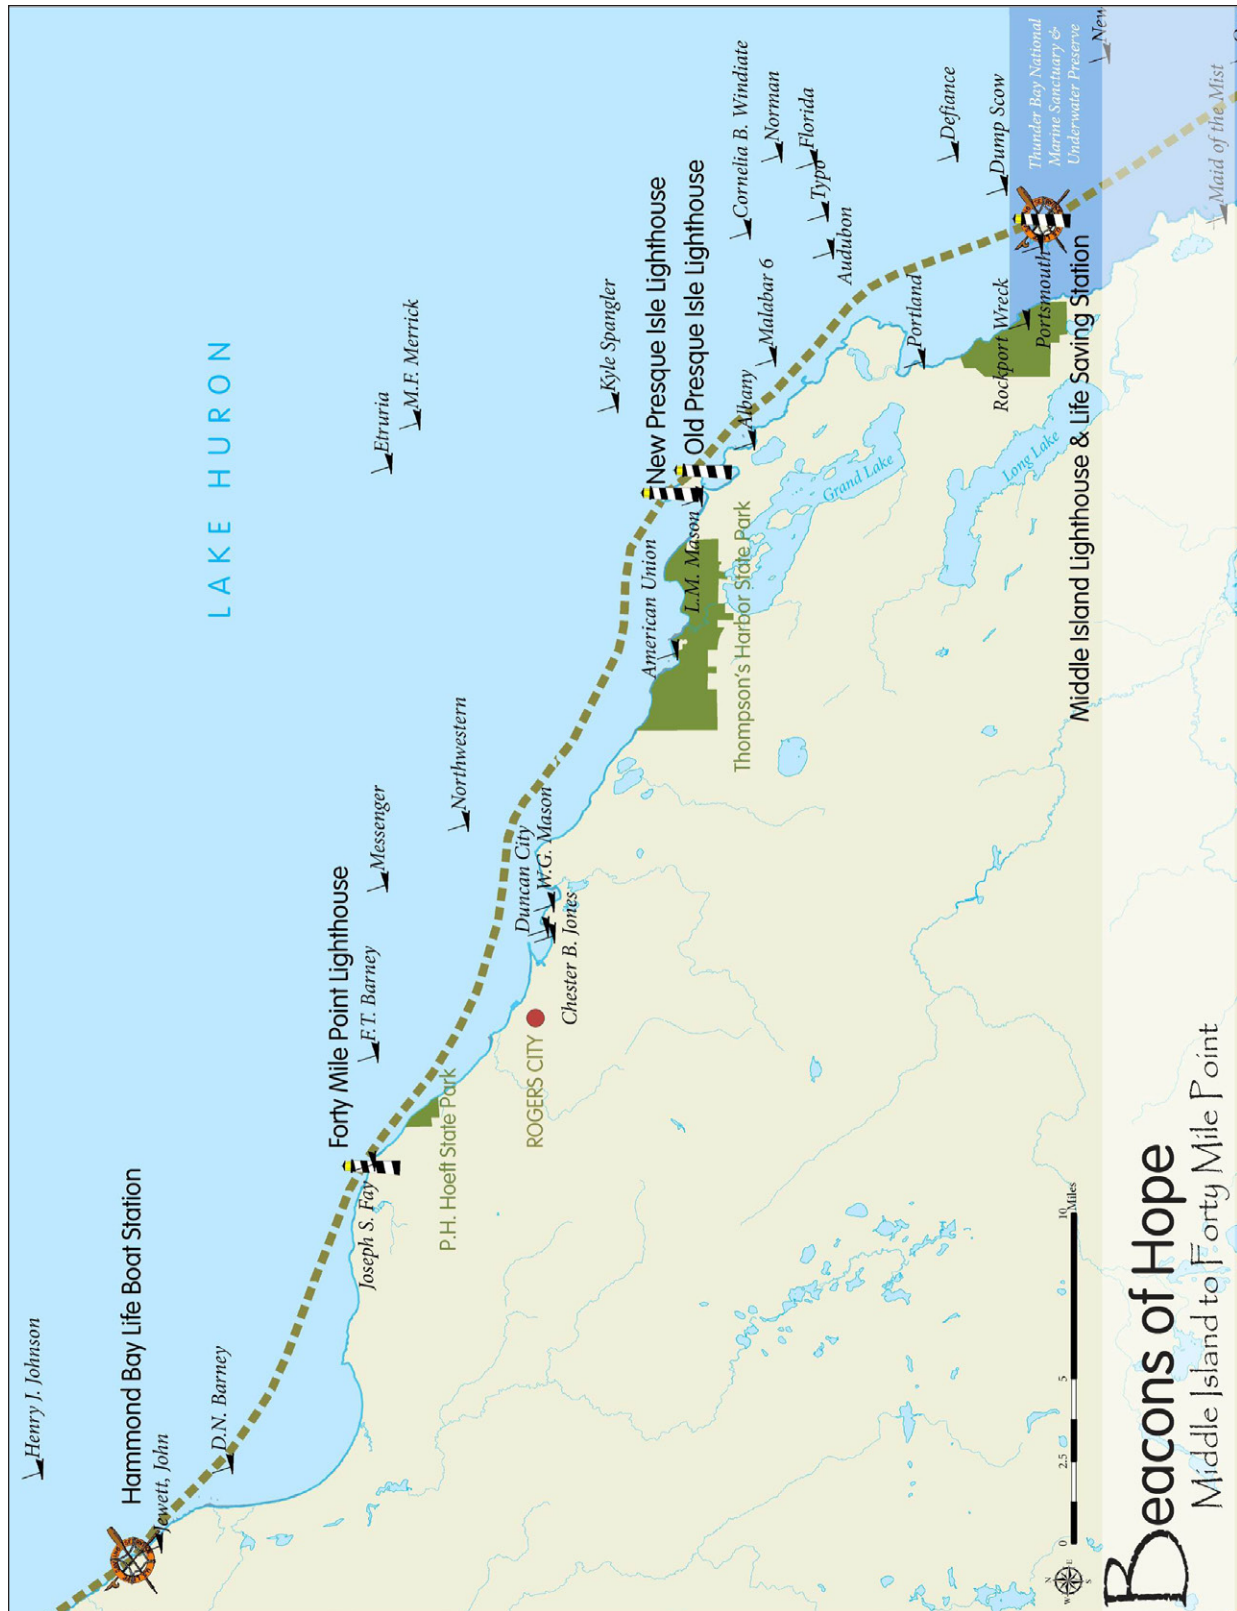 LAKE HURON
Henry J. Johnson
Hammond Bay Life Boat Station
Jewett, John
D.N. Barney
Forty Mile Point Lighthouse
Joseph S. Fay
F.T. Barney
P.H. Hoeft State Park
Messenger
Northwestern
ROGERS CITY
Duncan City
W.G. Mason
Chester B. Jones
Etruria
M.F. Merrick
Kyle Spangler
New Presque Isle Lighthouse
Old Presque Isle Lighthouse
American Union
L.M. Mason
Thompson's Harbor State Park
Cornelia B. Windiate
Norman
Florida
Typo
Audubon
Malabar 6
Albany
Portland
Grand Lake
Long Lake
Defiance
Dump Scow
Rockport Wreck
Portsmouth
Middle Island Lighthouse & Life Saving Station
Thunder Bay National
Marine Sanctuary &
Underwater Preserve
New
Maid of the Mist
N
E
S
W
0
2.5
5
10
Miles
Beacons of Hope
Middle Island to Forty Mile Point